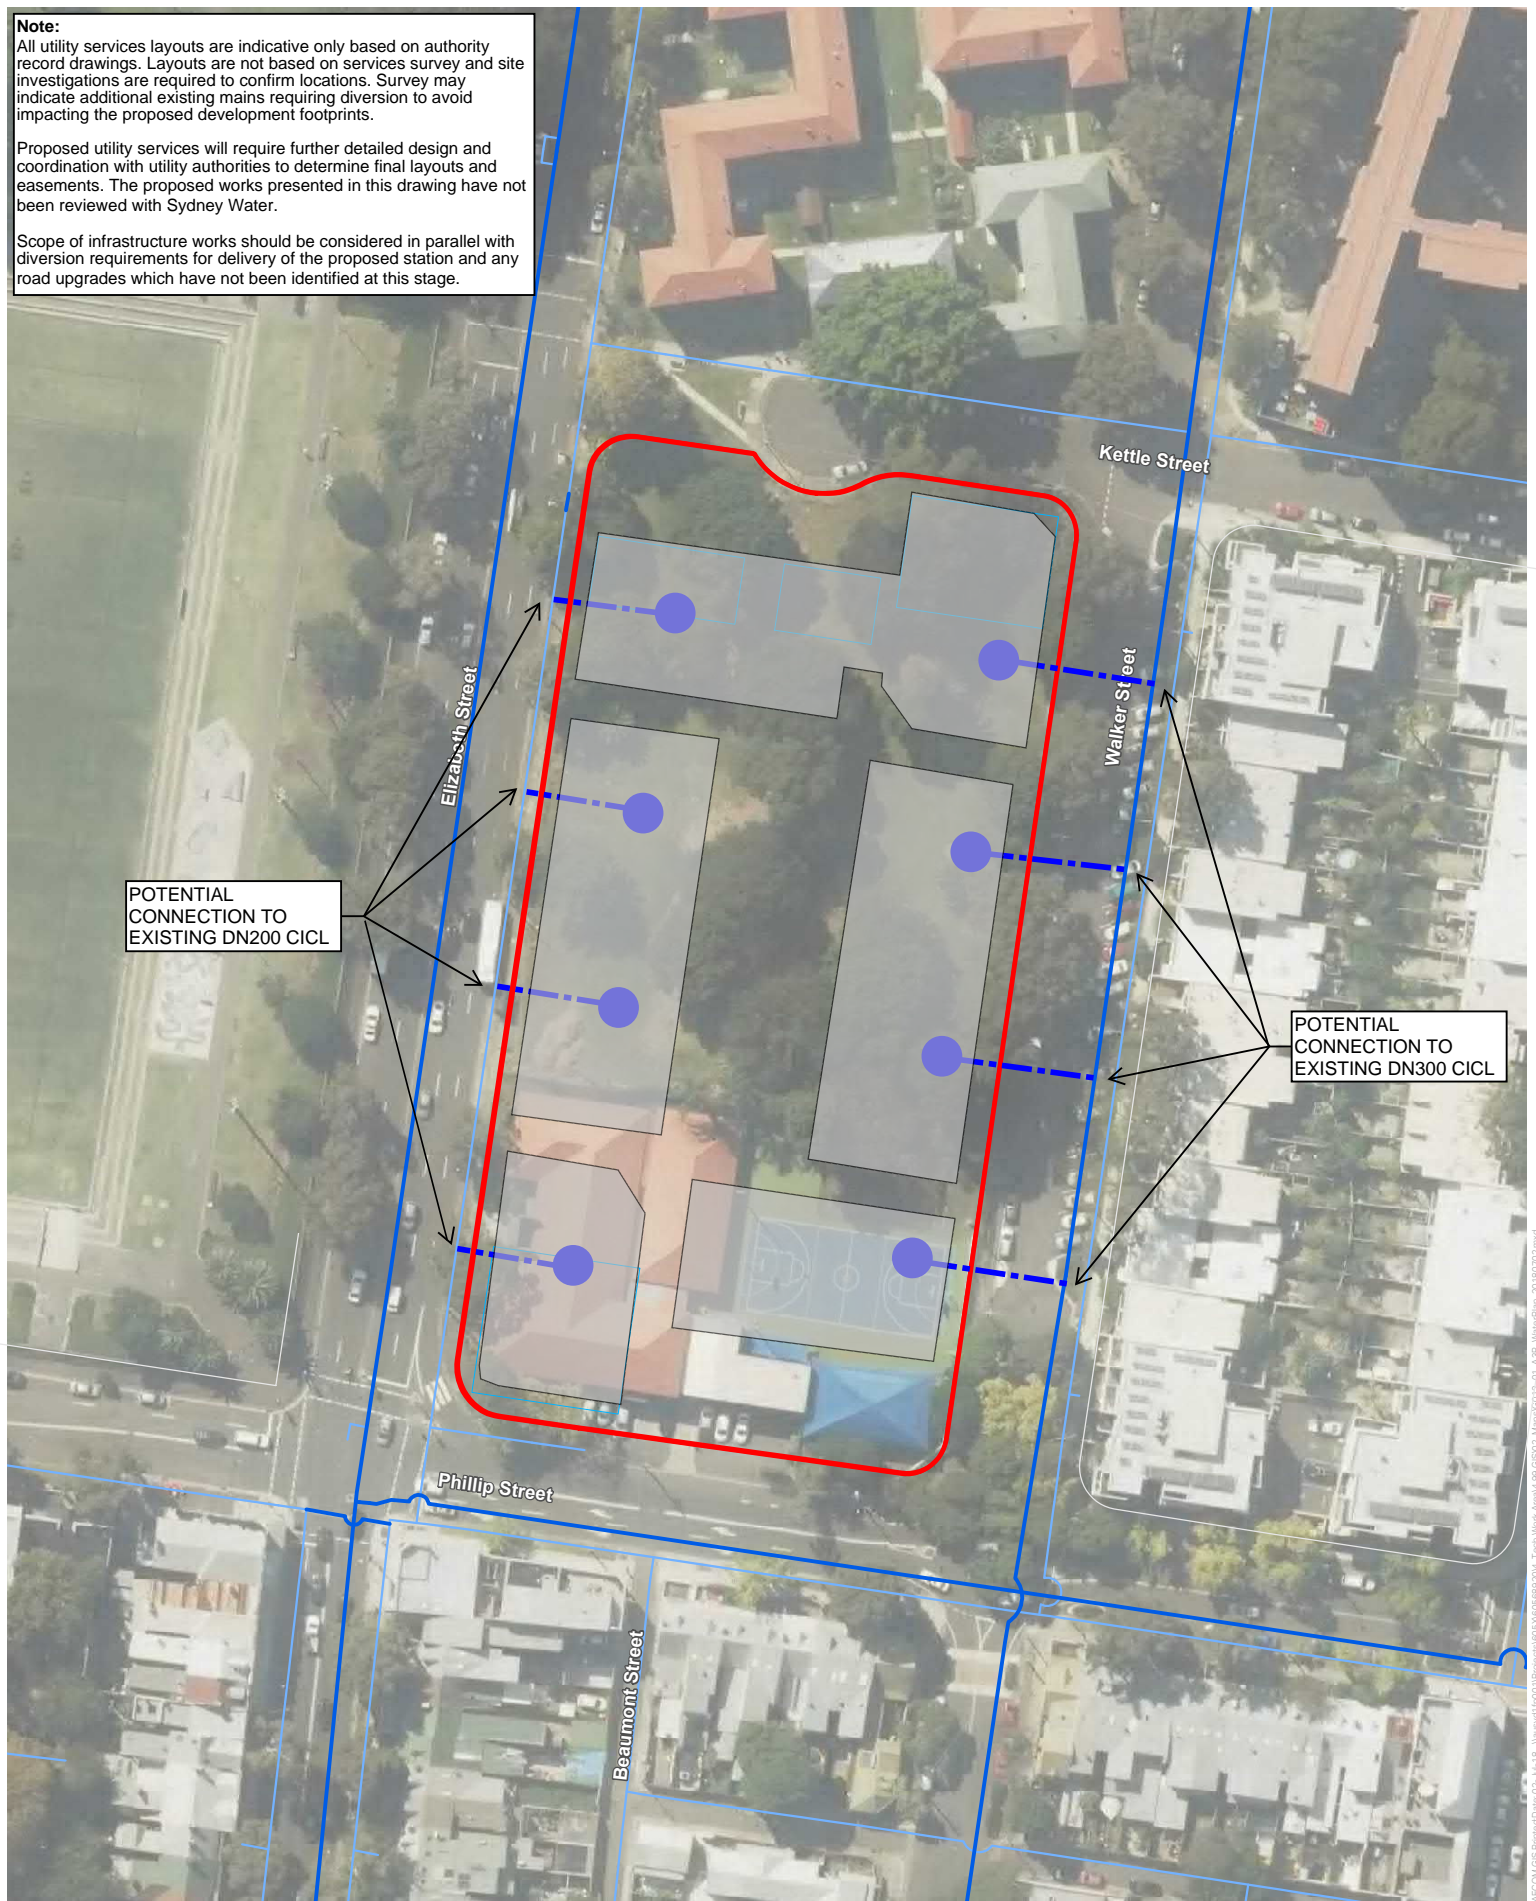 Note:
All utility services layouts are indicative only based on authority
record drawings. Layouts are not based on services survey and site
investigations are required to confirm locations. Survey may
indicate additional existing mains requiring diversion to avoid
impacting the proposed development footprints.
Proposed utility services will require further detailed design and
coordination with utility authorities to determine final layouts and
easements. The proposed works presented in this drawing have not
been reviewed with Sydney Water.
Scope of infrastructure works should be considered in parallel with
diversion requirements for delivery of the proposed station and any
road upgrades which have not been identified at this stage.
Kettle Street
Elizabeth Street
Walker Street
POTENTIAL
CONNECTION TO
EXISTING DN200 CICL
POTENTIAL
CONNECTION TO
EXISTING DN300 CICL
Phillip Street
Beaumont Street